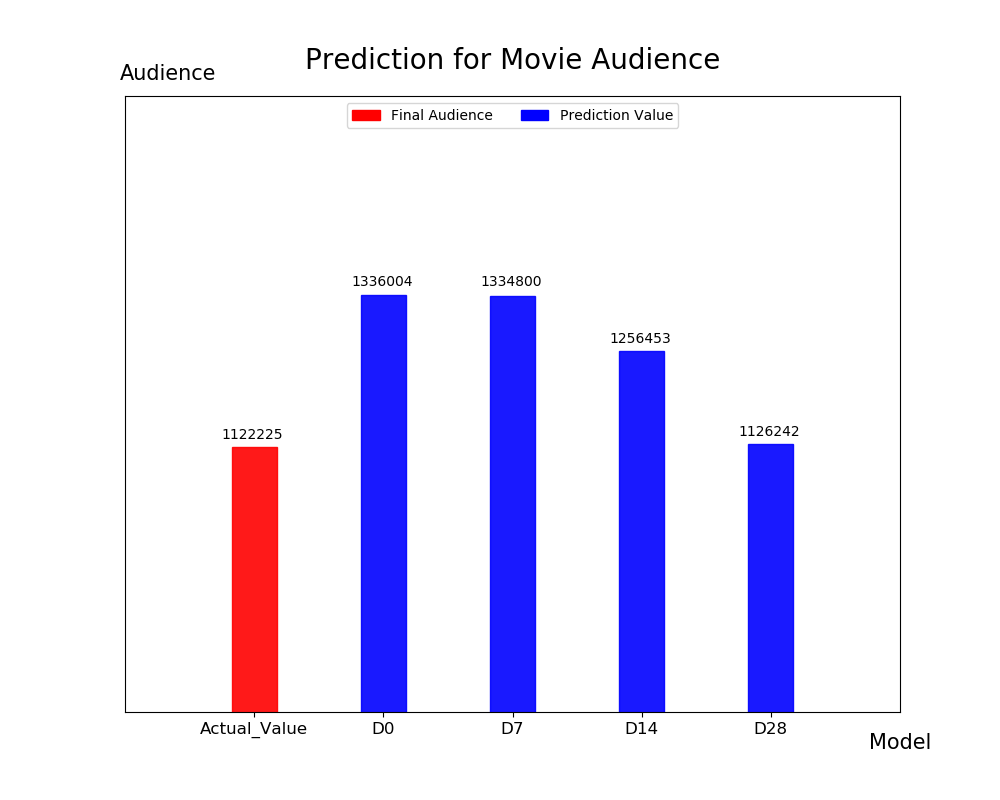 Prediction for Movie Audience
Audience
Final Audience
Prediction Value
1336004
1334800
1256453
1122225
1126242
Actual_Value
D0
D7
D14
D28
Model